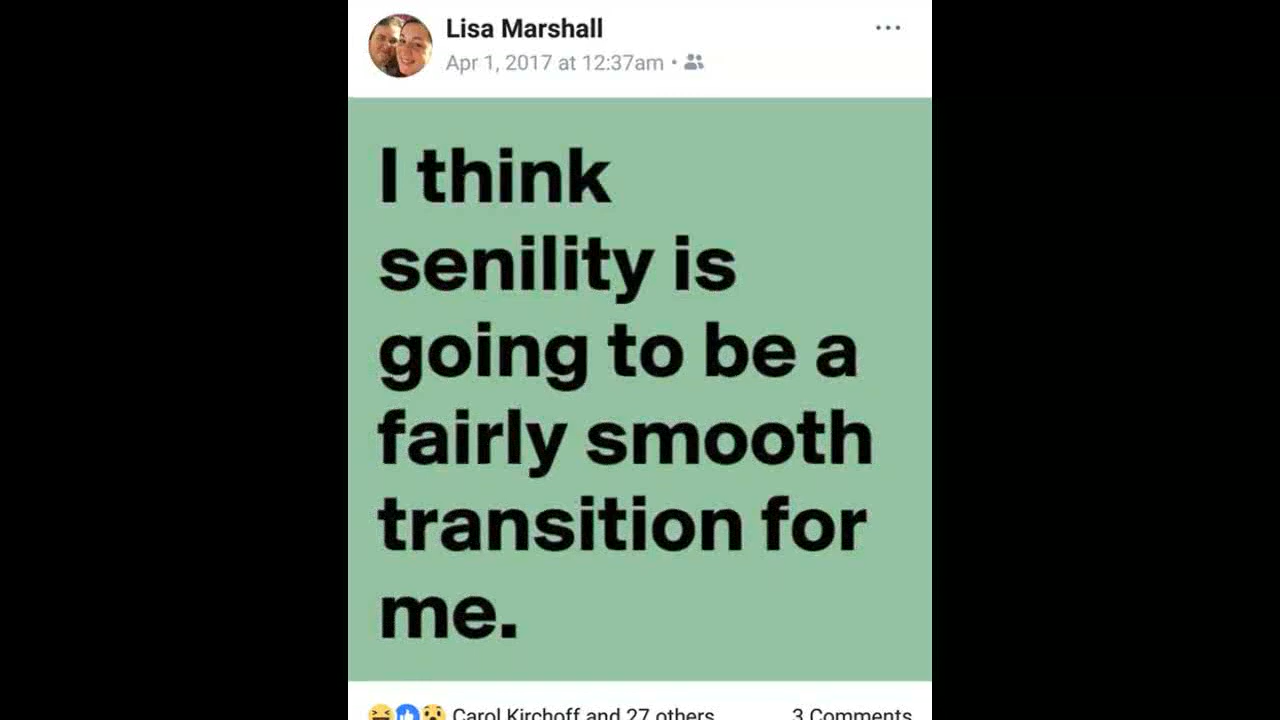 Lisa Marshall
Apr 1, 2017 at 12:37am
I think
senility is
going to be a
fairly smooth
transition for
me.
Carol Kirchoff and 27 others
3 Comments